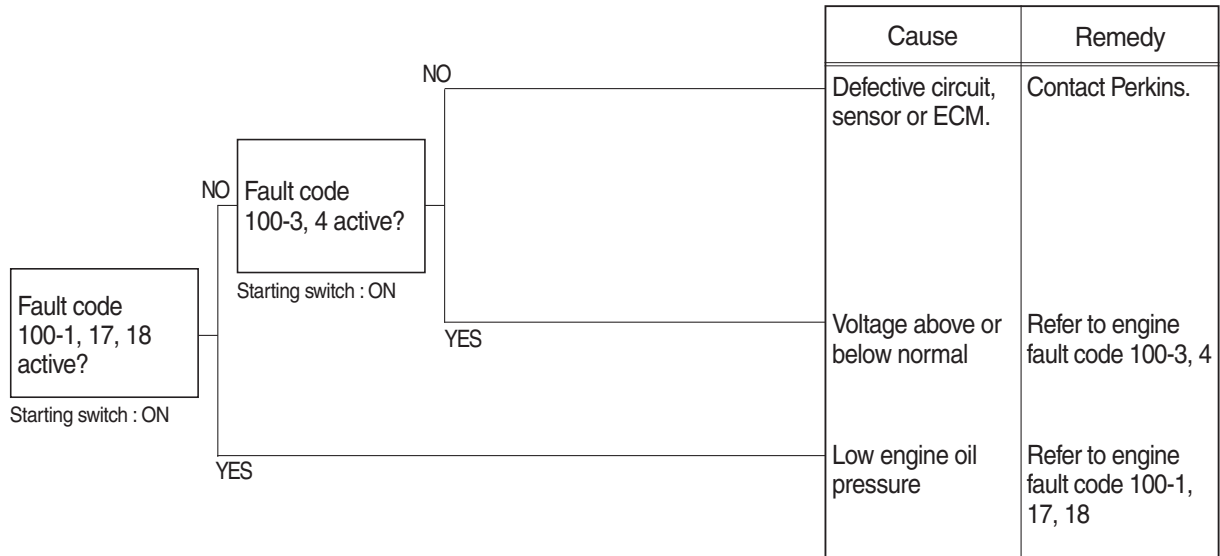 Cause
Remedy
NO
Defective circuit,
sensor or ECM.
Contact Perkins.
NO
Fault code
100-3, 4 active?
Starting switch : ON
Fault code
100-1, 17, 18
active?
Starting switch : ON
YES
Voltage above or
below normal
Refer to engine
fault code 100-3, 4
YES
Low engine oil
pressure
Refer to engine
fault code 100-1,
17, 18